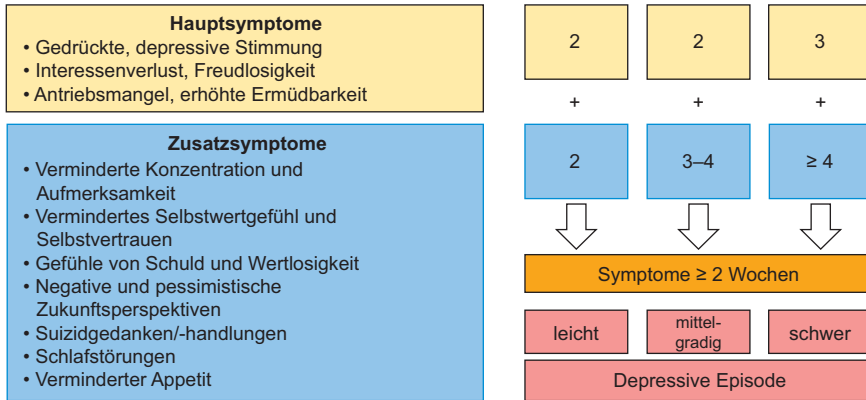 Hauptsymptome
• Gedrückte, depressive Stimmung
• Interessenverlust, Freudlosigkeit
• Antriebsmangel, erhöhte Ermüdbarkeit
Zusatzsymptome
• Verminderte Konzentration und
Aufmerksamkeit
• Vermindertes Selbstwertgefühl und
Selbstvertrauen
• Gefühle von Schuld und Wertlosigkeit
• Negative und pessimistische
Zukunftsperspektiven
• Suizidgedanken/-handlungen
• Schlafstörungen
• Verminderter Appetit
2 2 3
+ + +
2 3–4 ≥ 4
Symptome ≥ 2 Wochen
leicht mittel- schwer
gradig
Depressive Episode